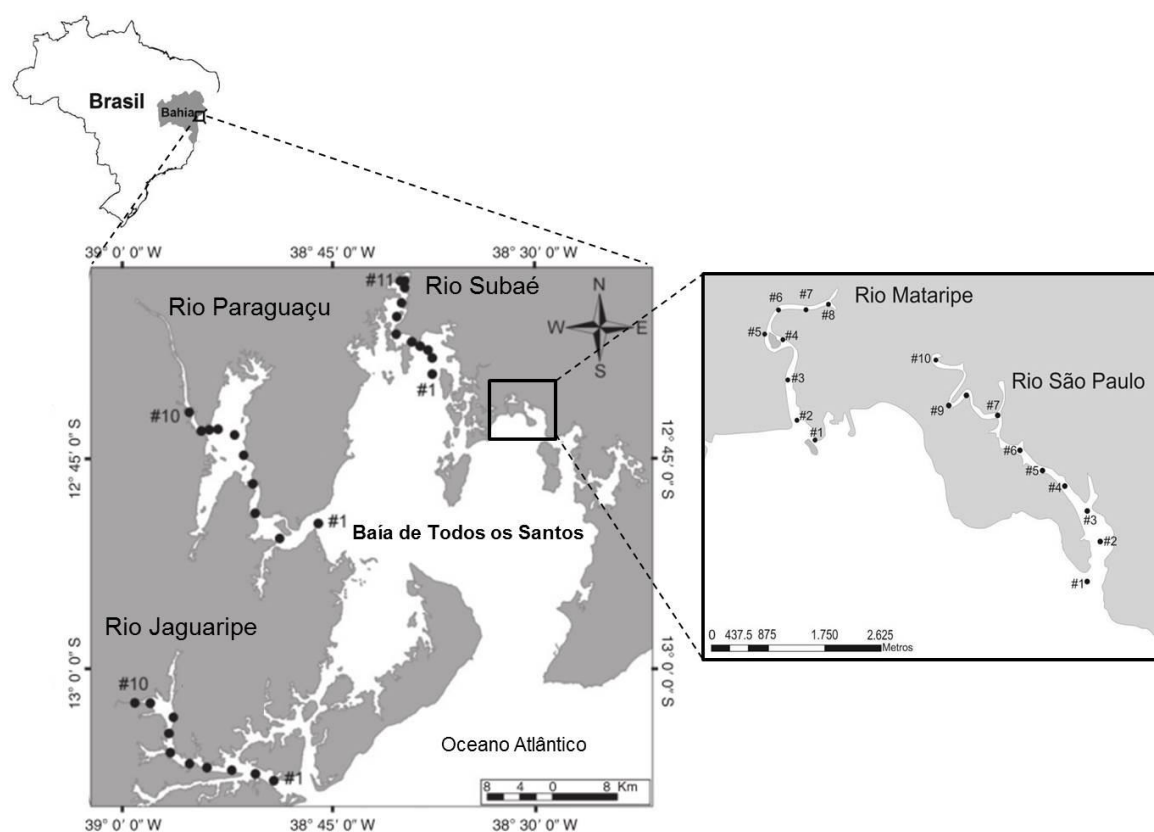 Brasil
Bahia
39° 0' 0" W
38° 45' 0" W
38° 30' 0" W
#11
Rio Subaé
Rio Paraguaçu
N
W
E
S
#1
#10
12° 45' 0" S
12° 45' 0" S
#1
Baía de Todos os Santos
Rio Jaguaripe
13° 0' 0" S
13° 0' 0" S
#10
#1
Oceano Atlântico
8 4 0 8 Km
39° 0' 0" W
38° 45' 0" W
38° 30' 0" W
Rio Mataripe
#6
#7
#8
#5
#4
#3
#2
#1
#10
Rio São Paulo
#9
#7
#6
#5
#4
#3
#2
#1
0 437.5 875 1.750 2.625
Metros